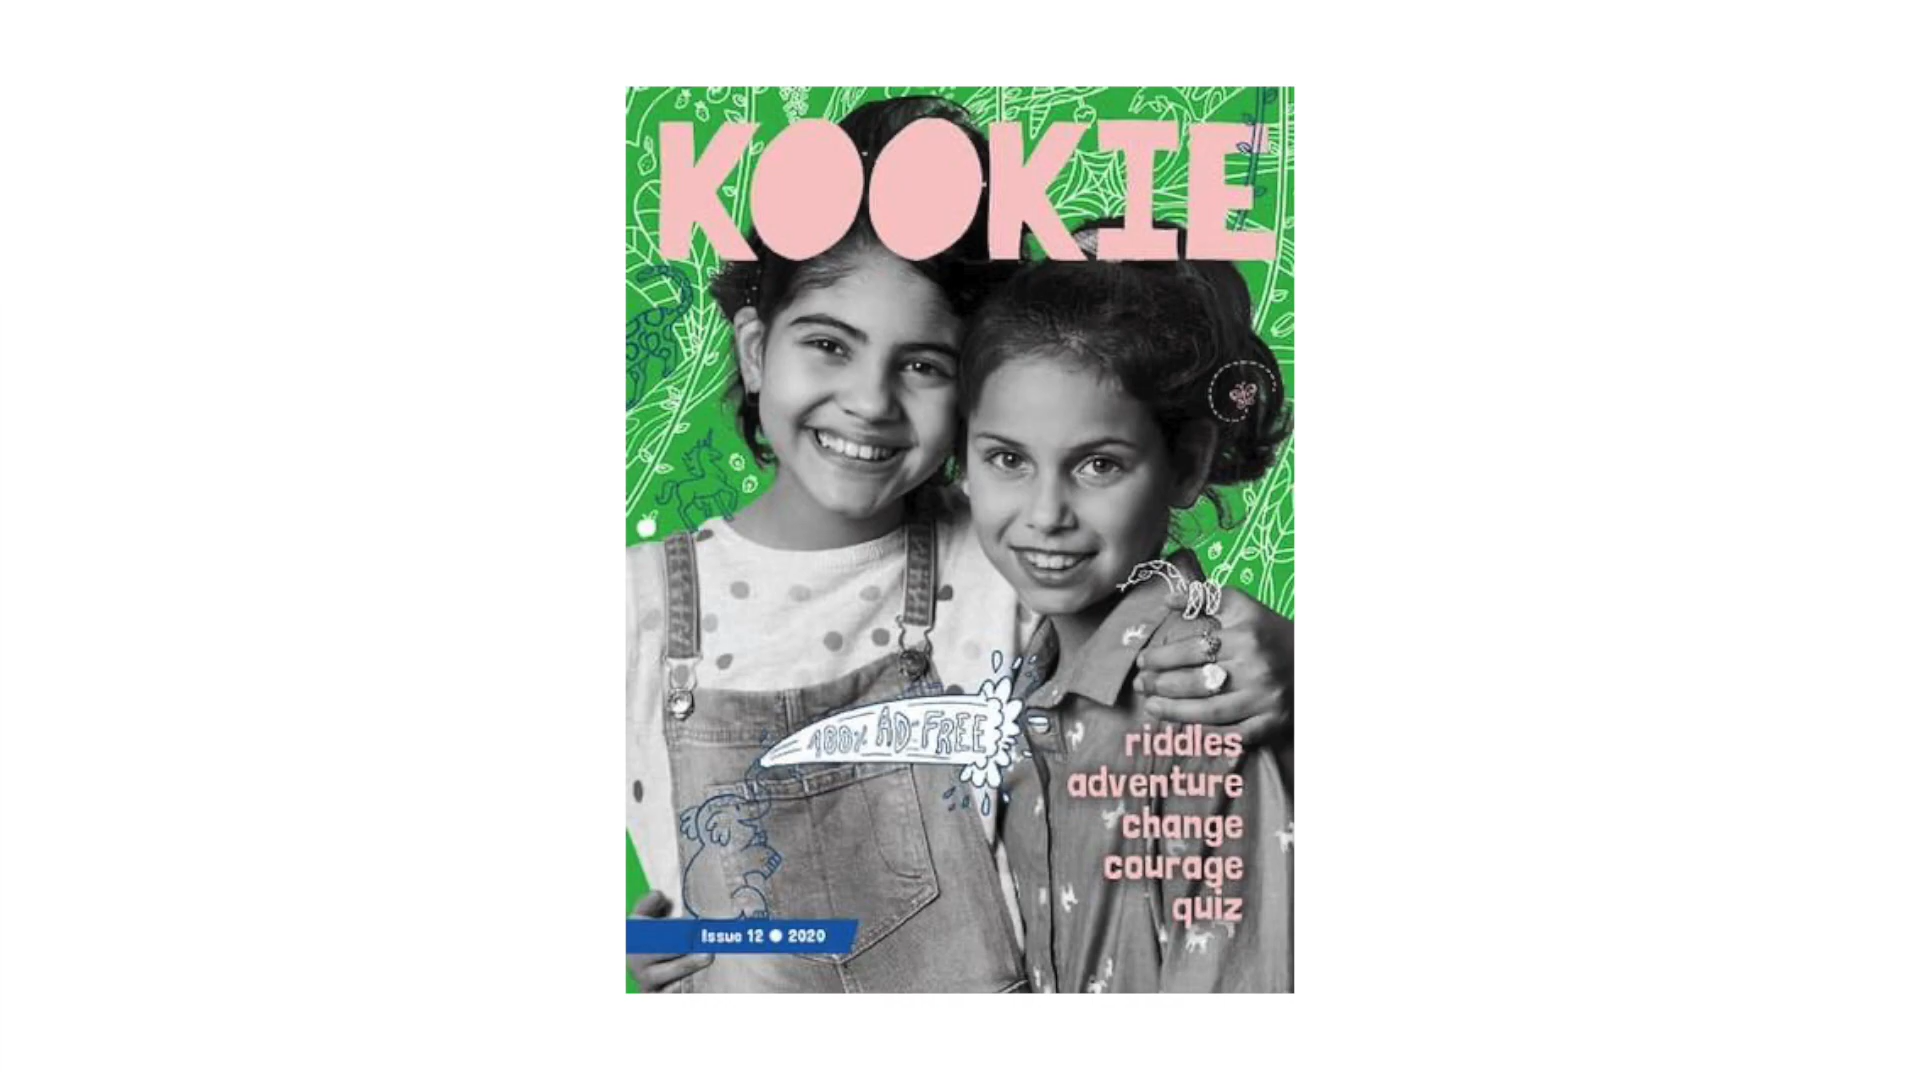 KOOKIE
100% AD-FREE
riddles
adventure
change
courage
quiz
Issue 12 ● 2020